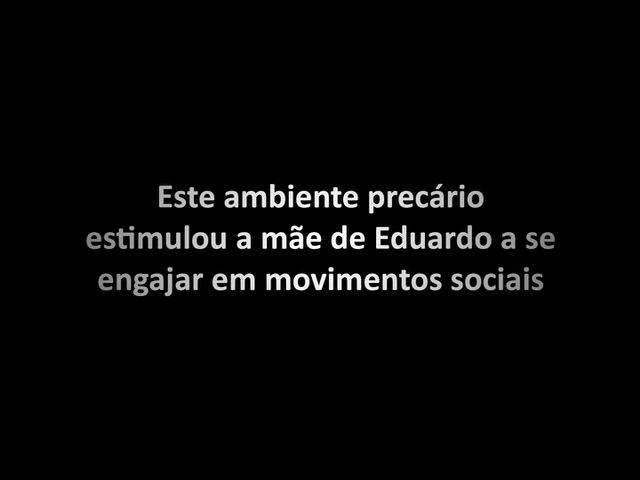 Este ambiente precário
estimulou a mãe de Eduardo a se
engajar em movimentos sociais